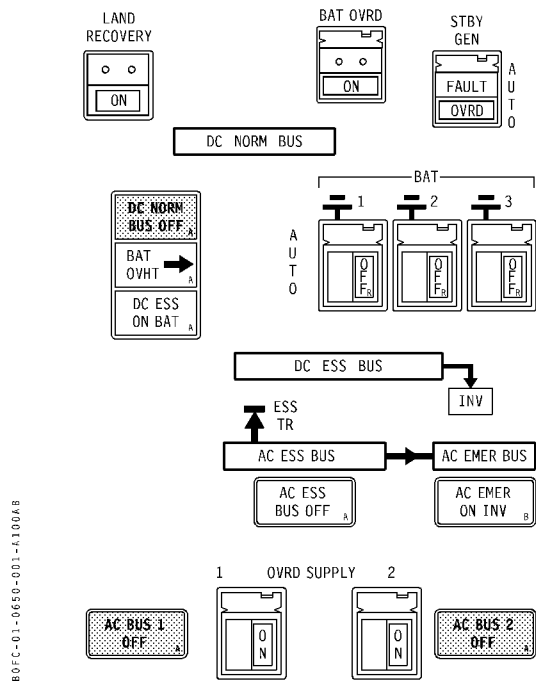 LAND
RECOVERY
ON
BAT OVRD
ON
STBY
GEN
FAULT
OVRD
AUTO
DC NORM BUS
BAT
1 2 3
DC NORM
BUS OFF A
BAT
OVHT A
DC ESS
ON BAT A
AUTO
OFF R
OFF R
OFF R
DC ESS BUS
INV
ESS
TR
AC ESS BUS
AC EMER BUS
AC ESS
BUS OFF A
AC EMER
ON INV B
1 OVRD SUPPLY 2
AC BUS 1
OFF A
ON
ON
AC BUS 2
OFF A
B0FC-01-0650-001-A100AB